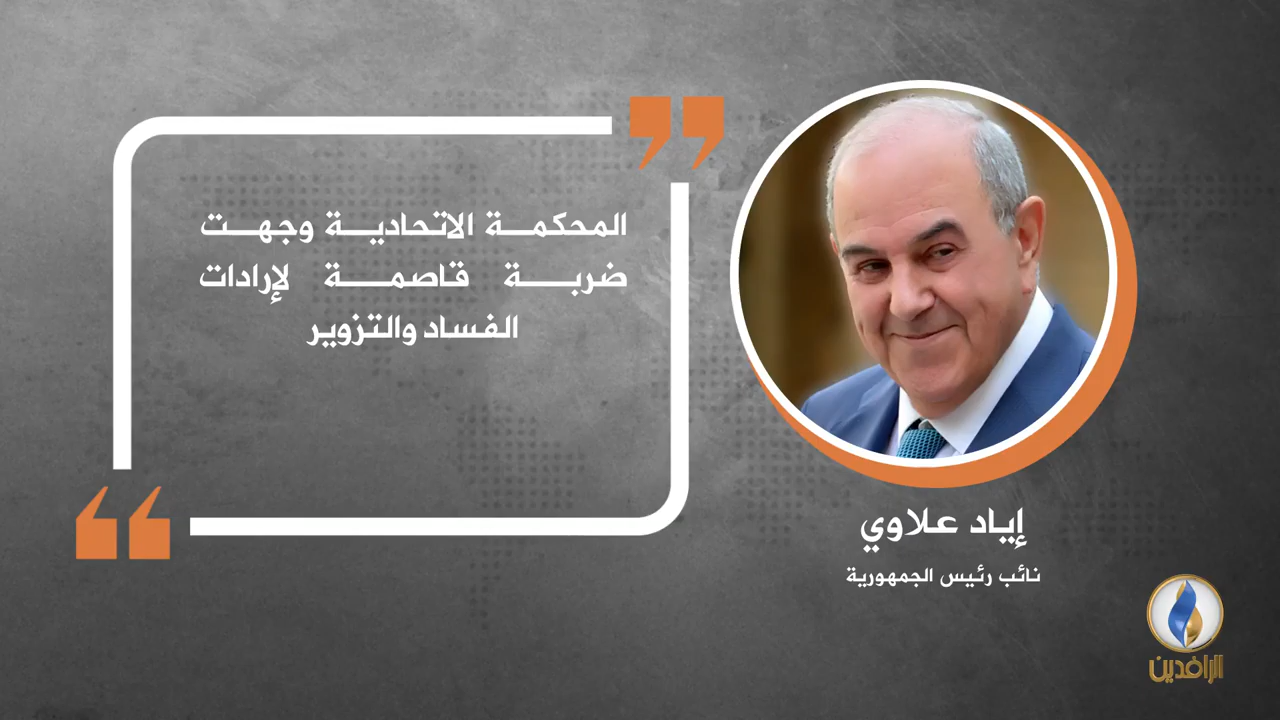 المحكمة الاتحادية وجهت
ضربة قاصمة لإرادات
الفساد والتزوير
إياد علاوي
نائب رئيس الجمهورية
الرافدين